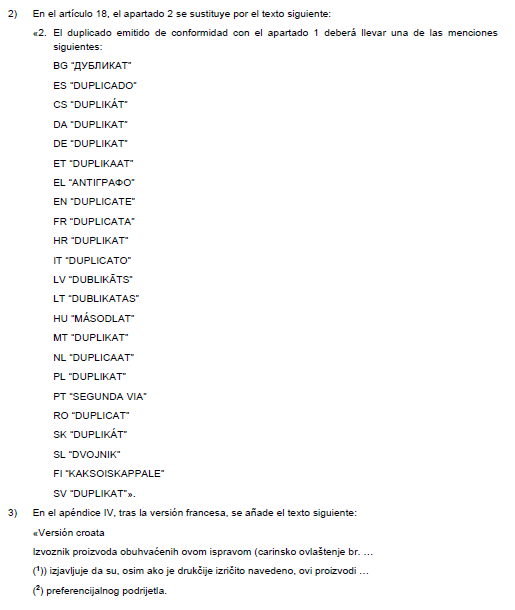 2) En el artículo 18, el apartado 2 se sustituye por el texto siguiente:
«2. El duplicado emitido de conformidad con el apartado 1 deberá llevar una de las menciones
siguientes:
BG "ДУБЛИКАТ"
ES "DUPLICADO"
CS "DUPLIKÁT"
DA "DUPLIKAT"
DE "DUPLIKAT"
ET "DUPLIKAAT"
EL "ΑΝΤΙΓΡΑΦΟ"
EN "DUPLICATE"
FR "DUPLICATA"
HR "DUPLIKAT"
IT "DUPLICATO"
LV "DUBLIKĀTS"
LT "DUBLIKATAS"
HU "MÁSODLAT"
MT "DUPLIKAT"
NL "DUPLICAAT"
PL "DUPLIKAT"
PT "SEGUNDA VIA"
RO "DUPLICAT"
SK "DUPLIKÁT"
SL "DVOJNIK"
FI "KAKSOISKAPPALE"
SV "DUPLIKAT"».
3) En el apéndice IV, tras la versión francesa, se añade el texto siguiente:
«Versión croata
Izvoznik proizvoda obuhvaćenih ovom ispravom (carinsko ovlaštenje br. …
(¹)) izjavljuje da su, osim ako je drukčije izričito navedeno, ovi proizvodi …
(²) preferencijalnog podrijetla.